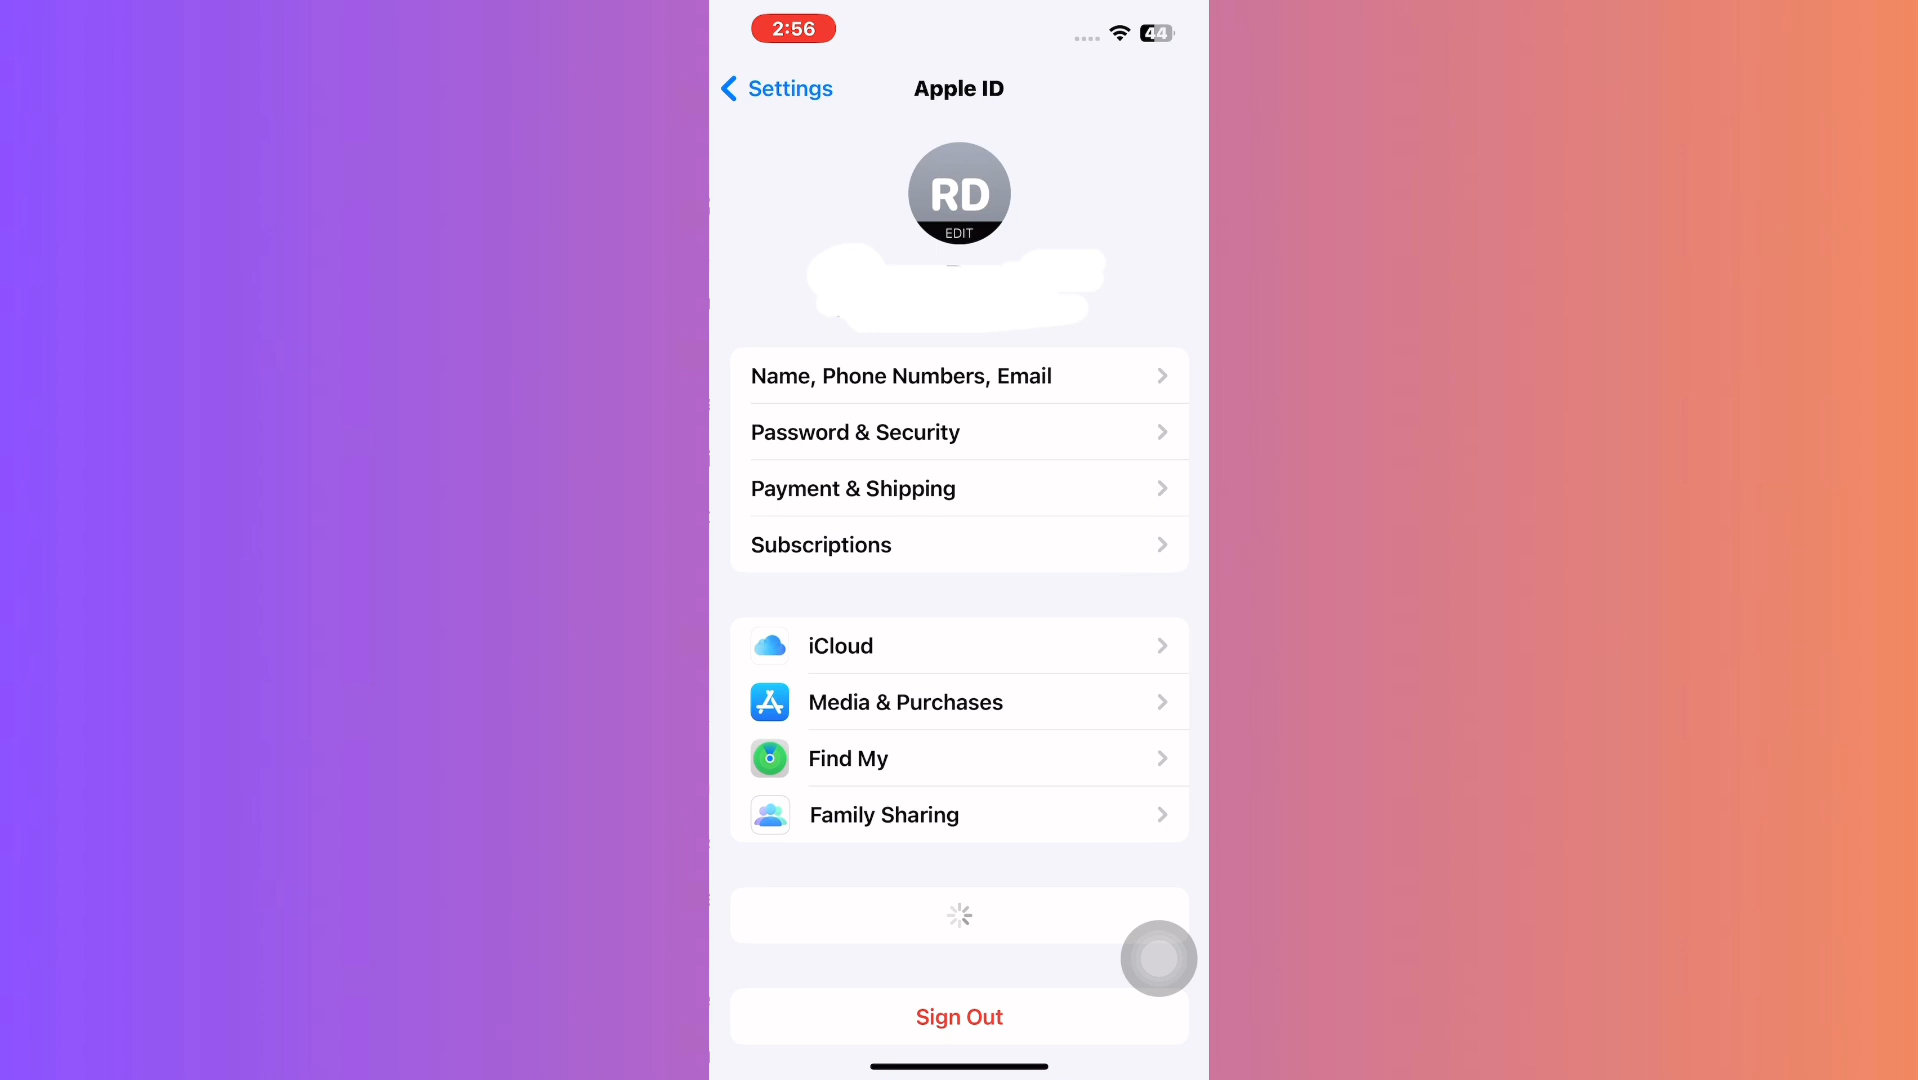 2:56
44
Settings
Apple ID
RD
EDIT
Name, Phone Numbers, Email
Password & Security
Payment & Shipping
Subscriptions
iCloud
Media & Purchases
Find My
Family Sharing
Sign Out